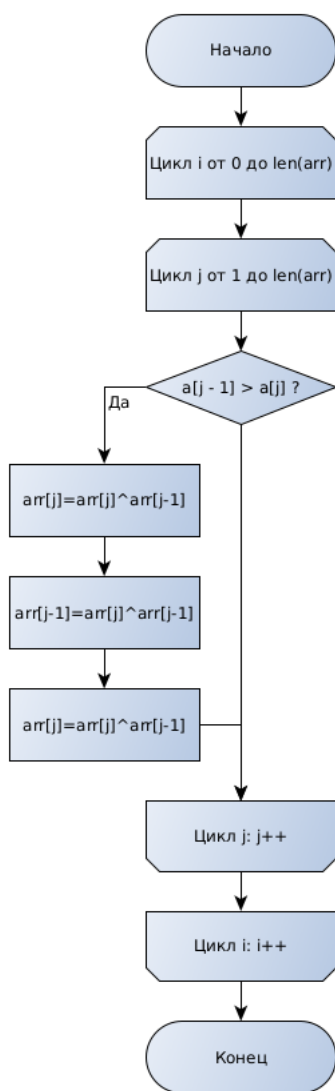 Начало
Цикл i от 0 до len(arr)
Цикл j от 1 до len(arr)
a[j - 1] > a[j] ?
Да
arr[j]=arr[j]^arr[j-1]
arr[j-1]=arr[j]^arr[j-1]
arr[j]=arr[j]^arr[j-1]
Цикл j: j++
Цикл i: i++
Конец